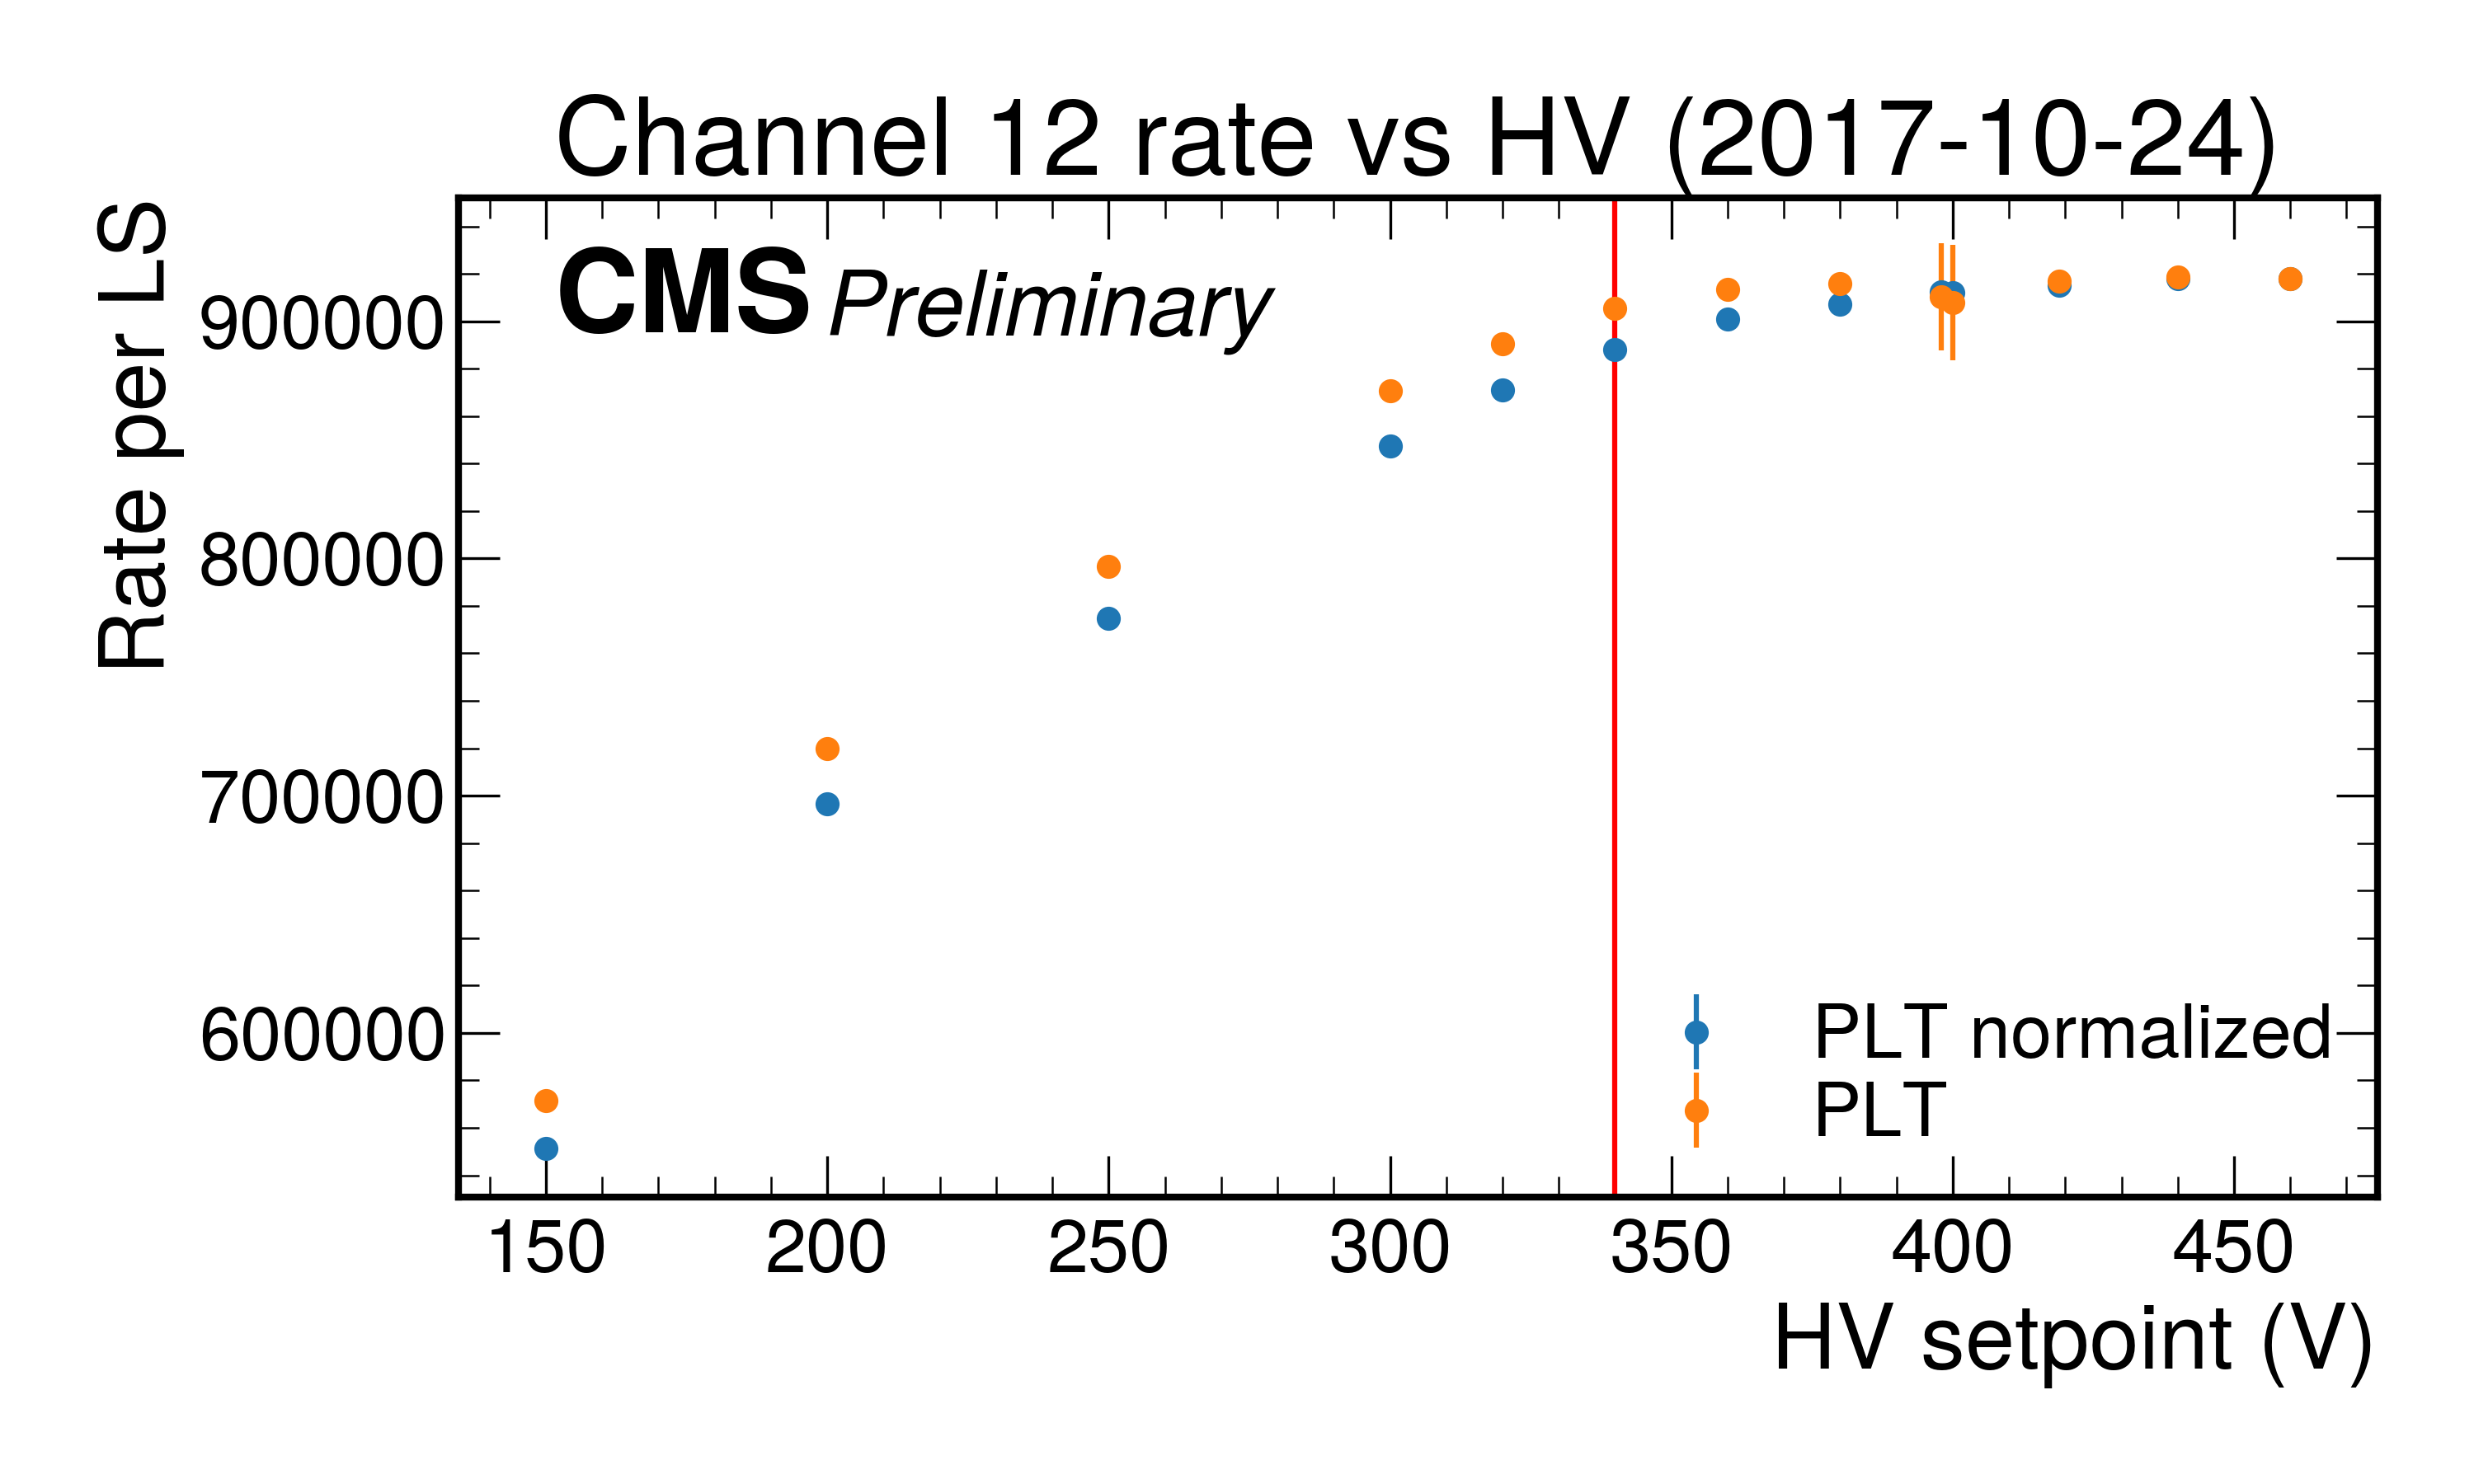 Channel 12 rate vs HV (2017-10-24)
CMS Preliminary
Rate per LS
900000
800000
700000
600000
PLT normalized
PLT
150 200 250 300 350 400 450
HV setpoint (V)